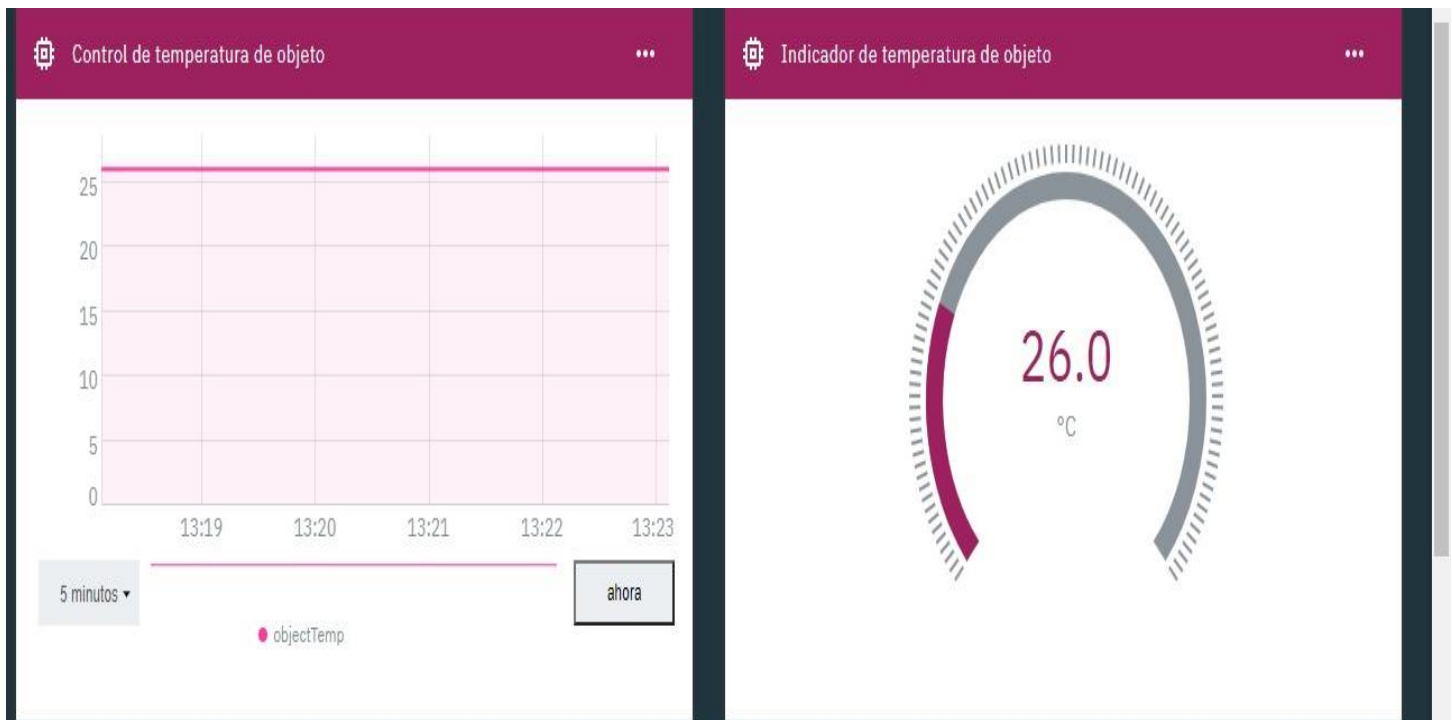 Control de temperatura de objeto
25
20
15
10
5
0
13:19 13:20 13:21 13:22 13:23
5 minutos
ahora
objectTemp
Indicador de temperatura de objeto
26.0
°C